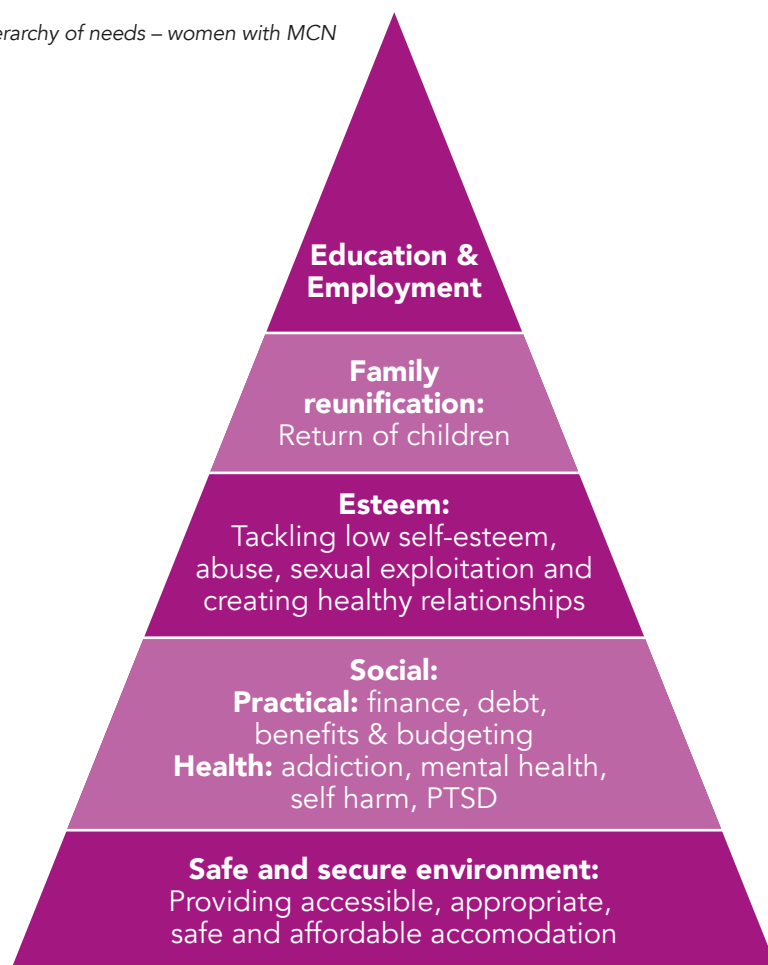 erarchy of needs – women with MCN
Education &
Employment
Family
reunification:
Return of children
Esteem:
Tackling low self-esteem,
abuse, sexual exploitation and
creating healthy relationships
Social:
Practical: finance, debt,
benefits & budgeting
Health: addiction, mental health,
self harm, PTSD
Safe and secure environment:
Providing accessible, appropriate,
safe and affordable accomodation